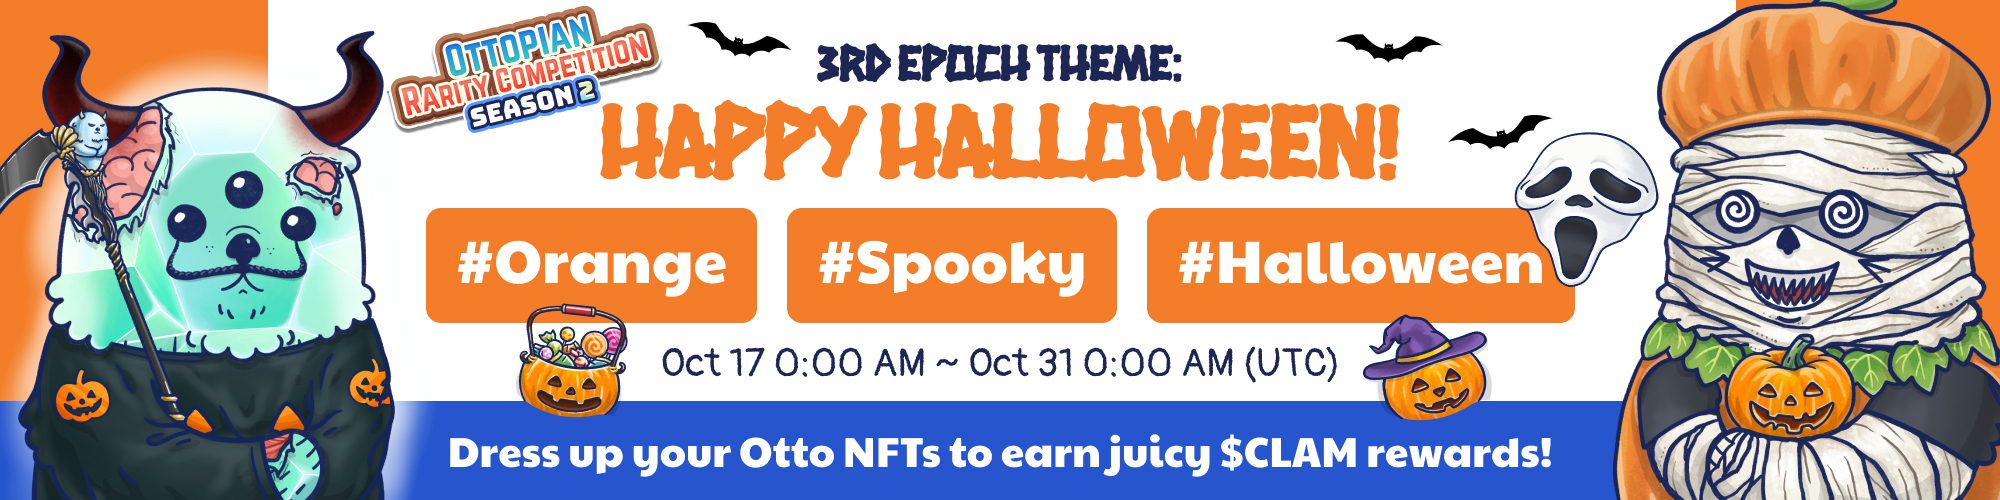 OTTOPIAN
RARITY COMPETITION
SEASON 2
3RD EPOCH THEME:
HAPPY HALLOWEEN!
#Orange #Spooky #Halloween
Oct 17 0:00 AM ~ Oct 31 0:00 AM (UTC)
Dress up your Otto NFTs to earn juicy $CLAM rewards!